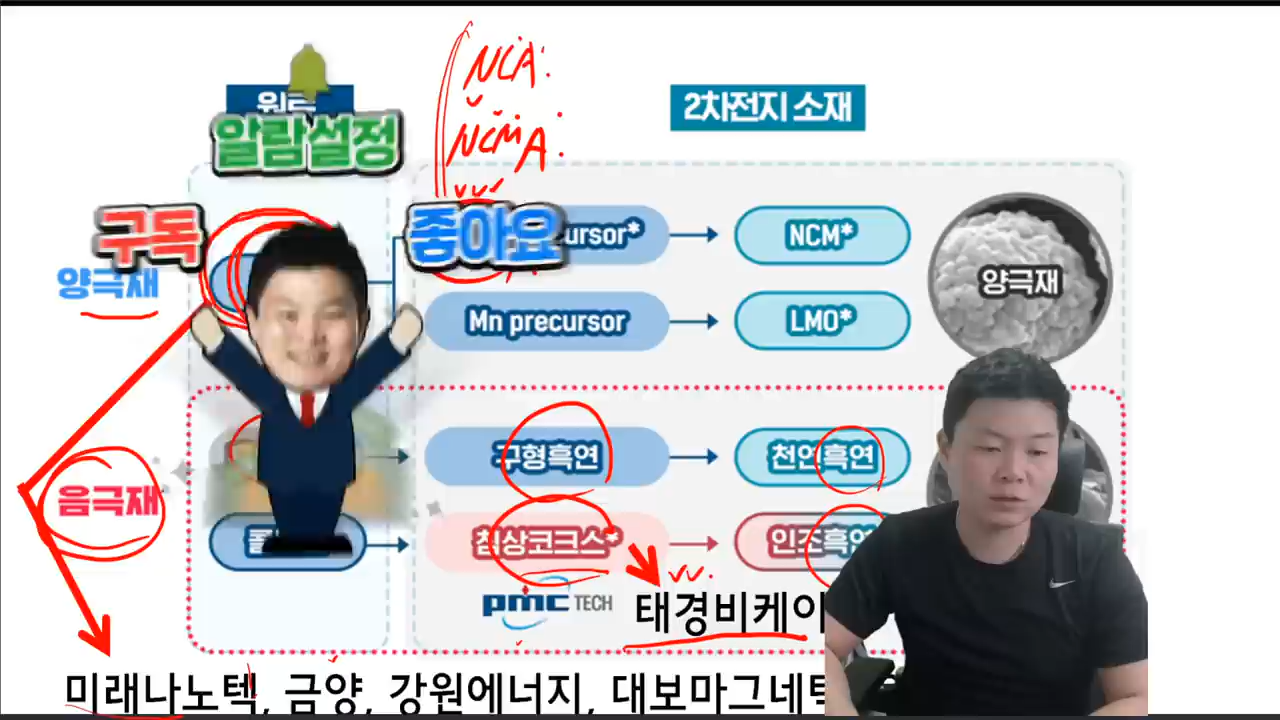 NCA
NCMA
2차전지 소재
알람설정
구독
좋아요
ursor*
NCM*
양극재
양극재
Mn precursor
LMO*
구형흑연
천연흑연
음극재
침상코크스*
인조흑연
pmc TECH
태경비케이
미래나노텍, 금양, 강원에너지, 대보마그네틱